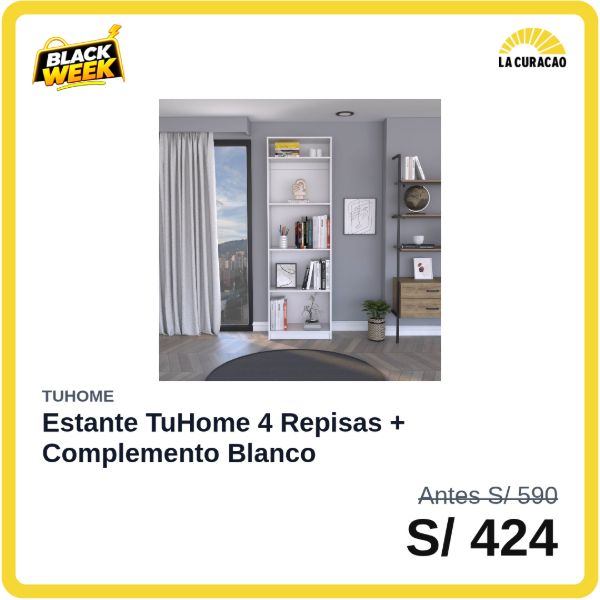 BLACK
WEEK
LA CURACAO
TUHOME
Estante TuHome 4 Repisas +
Complemento Blanco
Antes S/ 590
S/ 424